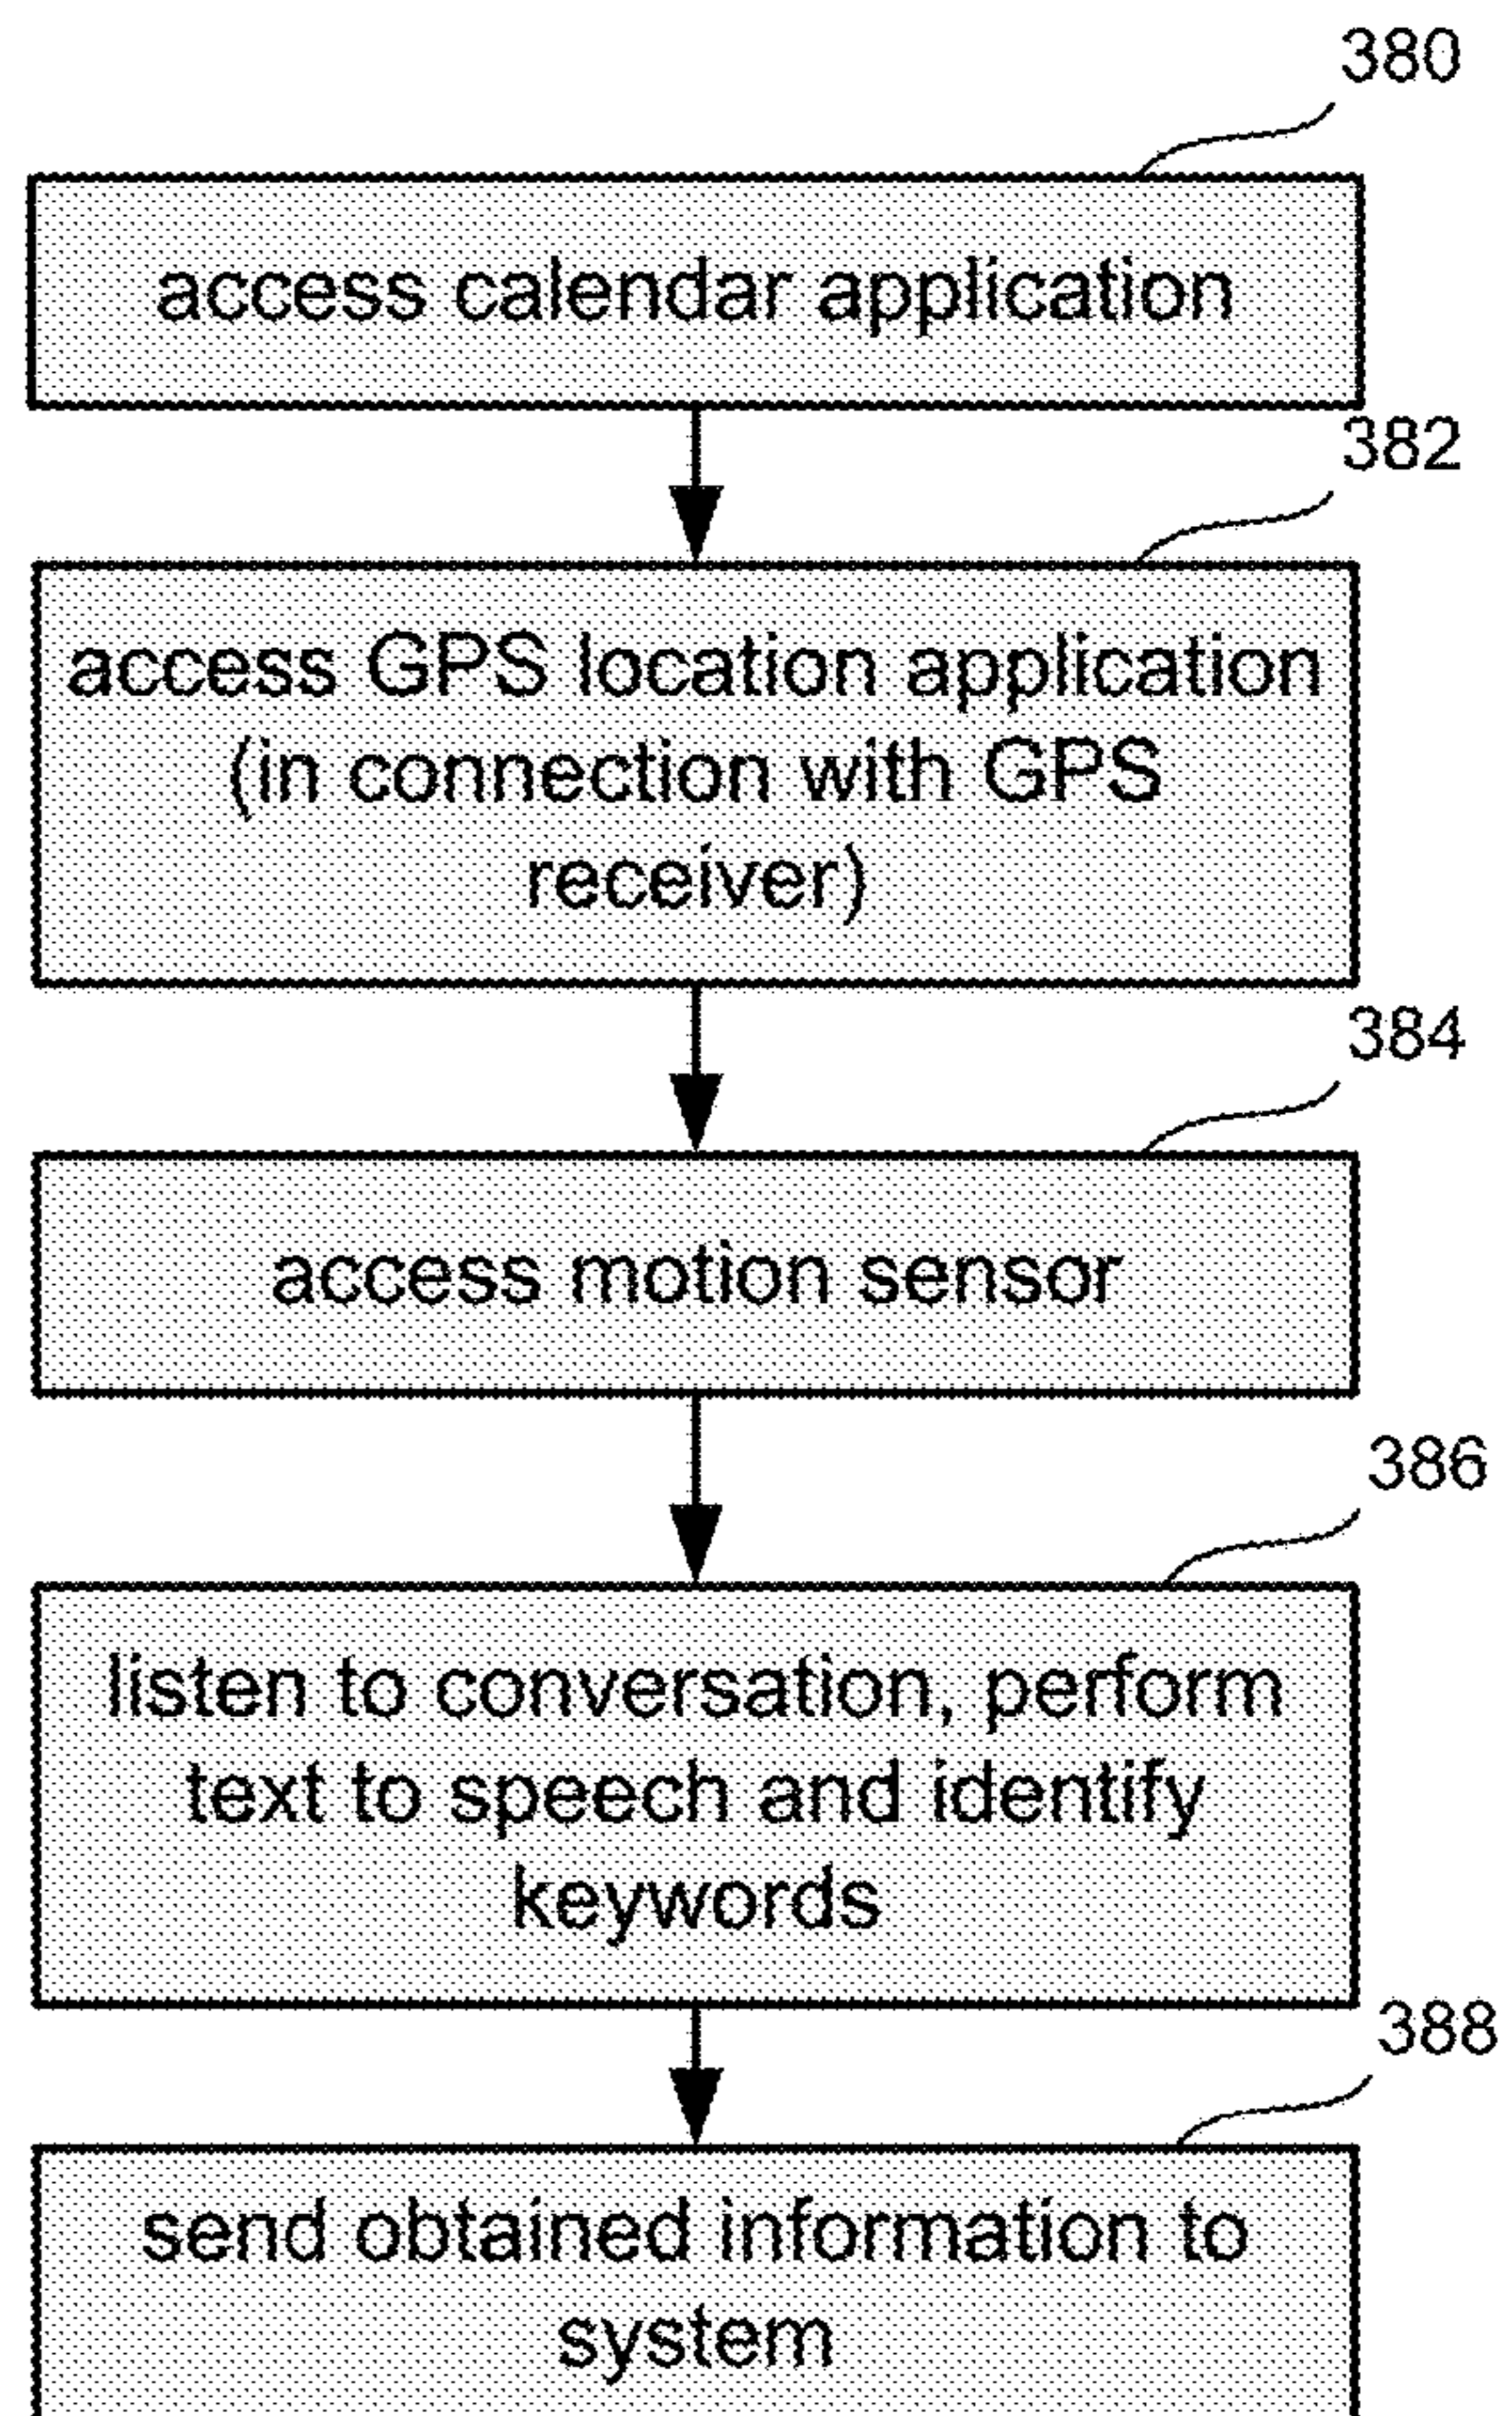 380
access calendar application
382
access GPS location application
(in connection with GPS
receiver)
384
access motion sensor
386
listen to conversation, perform
text to speech and identify
keywords
388
send obtained information to
system